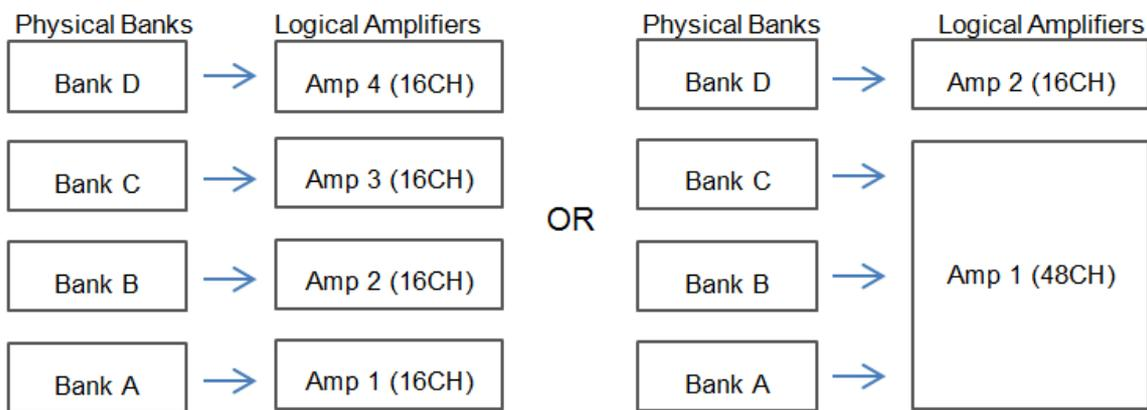 Physical Banks
Logical Amplifiers
Bank D
Amp 4 (16CH)
Bank C
Amp 3 (16CH)
Bank B
Amp 2 (16CH)
Bank A
Amp 1 (16CH)
OR
Physical Banks
Logical Amplifiers
Bank D
Amp 2 (16CH)
Bank C
Bank B
Amp 1 (48CH)
Bank A